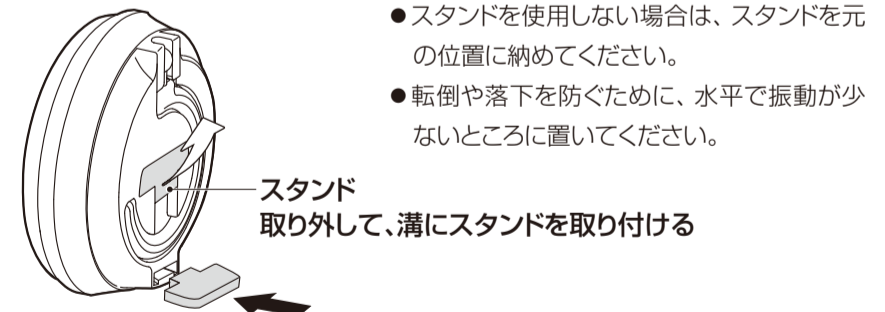 ●スタンドを使用しない場合は、スタンドを元
の位置に納めてください。
●転倒や落下を防ぐために、水平で振動が少
ないところに置いてください。
スタンド
取り外して、溝にスタンドを取り付ける